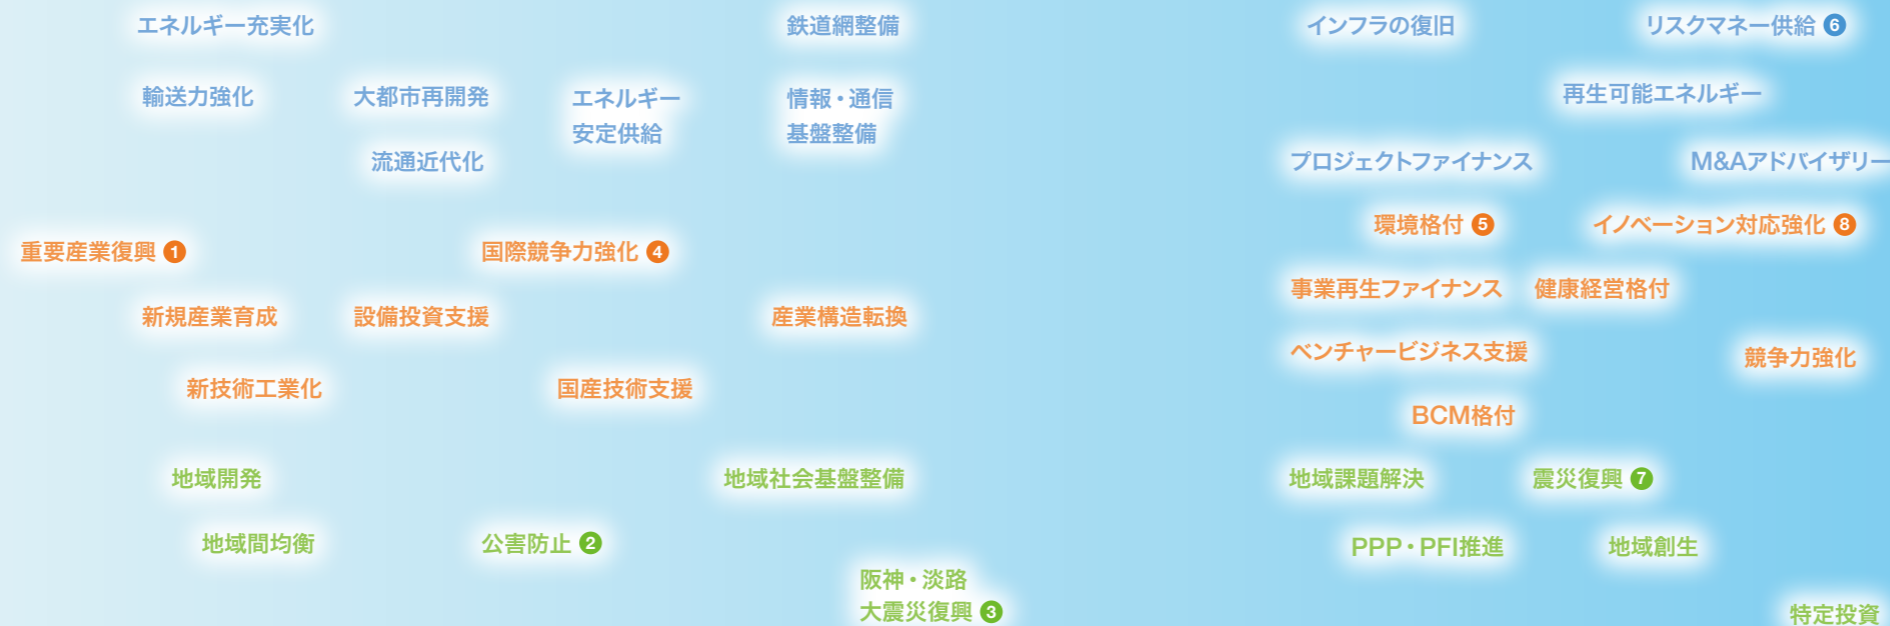 エネルギー充実化
鉄道網整備
インフラの復旧
リスクマネー供給 6
輸送力強化
大都市再開発
エネルギー
安定供給
情報・通信
基盤整備
再生可能エネルギー
流通近代化
プロジェクトファイナンス
M&Aアドバイザリー
重要産業復興 1
国際競争力強化 4
環境格付 5
イノベーション対応強化 8
新規産業育成
設備投資支援
産業構造転換
事業再生ファイナンス
健康経営格付
新技術工業化
国産技術支援
ベンチャービジネス支援
競争力強化
BCM格付
地域開発
地域社会基盤整備
地域課題解決
震災復興 7
地域間均衡
公害防止 2
PPP・PFI推進
地域創生
阪神・淡路
大震災復興 3
特定投資